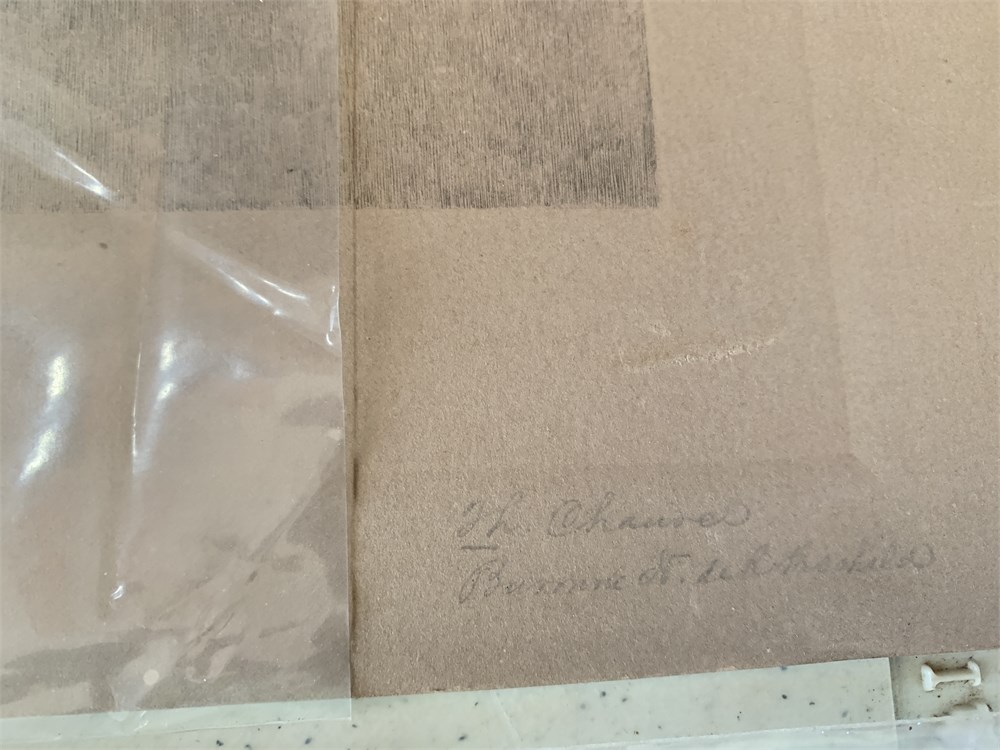 Th. Chauvel
Baronne N. de Rothschild